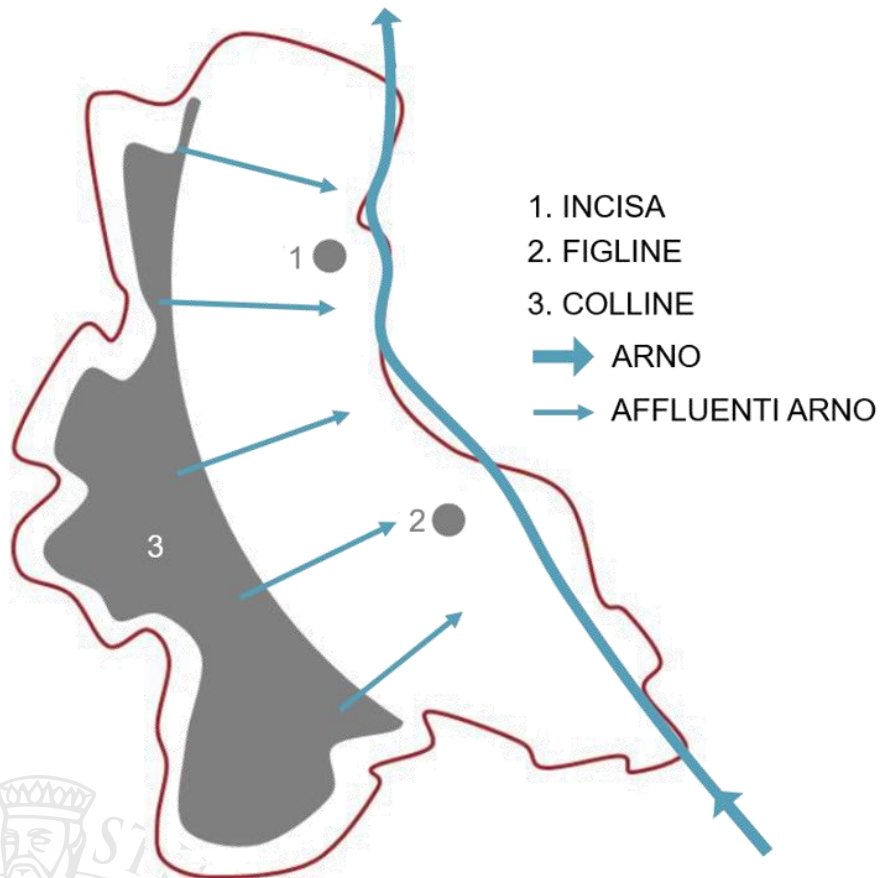 1
2
3
1. INCISA
2. FIGLINE
3. COLLINE
ARNO
AFFLUENTI ARNO